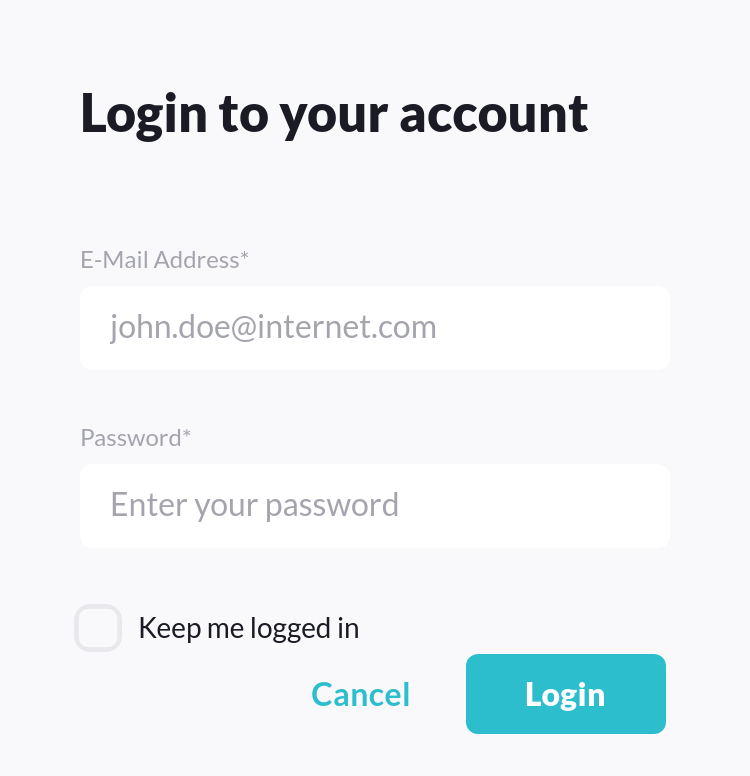 Login to your account
E-Mail Address*
john.doe@internet.com
Password*
Enter your password
Keep me logged in
Cancel Login